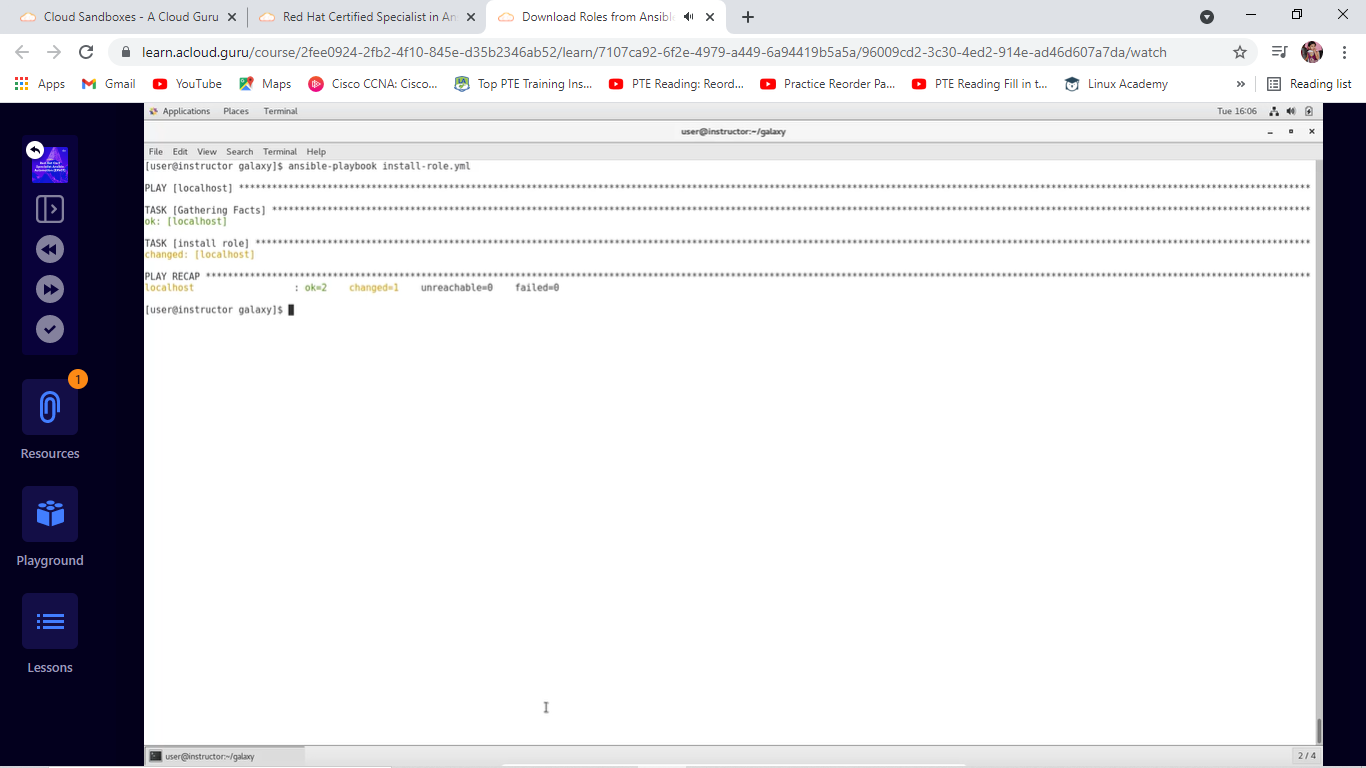 Cloud Sandboxes - A Cloud Guru
Red Hat Certified Specialist in An
Download Roles from Ansibl
learn.acloud.guru/course/2fee0924-2fb2-4f10-845e-d35b2346ab52/learn/7107ca92-6f2e-4979-a449-6a94419b5a5a/96009cd2-3c30-4ed2-914e-ad46d607a7da/watch
Apps Gmail YouTube Maps Cisco CCNA: Cisco... Top PTE Training Ins... PTE Reading: Reord... Practice Reorder Pa... PTE Reading Fill in t... Linux Academy » Reading list
Applications Places Terminal Tue 16:06
user@instructor:~/galaxy
File Edit View Search Terminal Help
[user@instructor galaxy]$ ansible-playbook install-role.yml
PLAY [localhost] ****************************************************************************************************
TASK [Gathering Facts] ****************************************************************************************************
ok: [localhost]
TASK [install role] ****************************************************************************************************
changed: [localhost]
PLAY RECAP ****************************************************************************************************
localhost : ok=2 changed=1 unreachable=0 failed=0
[user@instructor galaxy]$
1
Resources
Playground
Lessons
user@instructor:~/galaxy
2 / 4